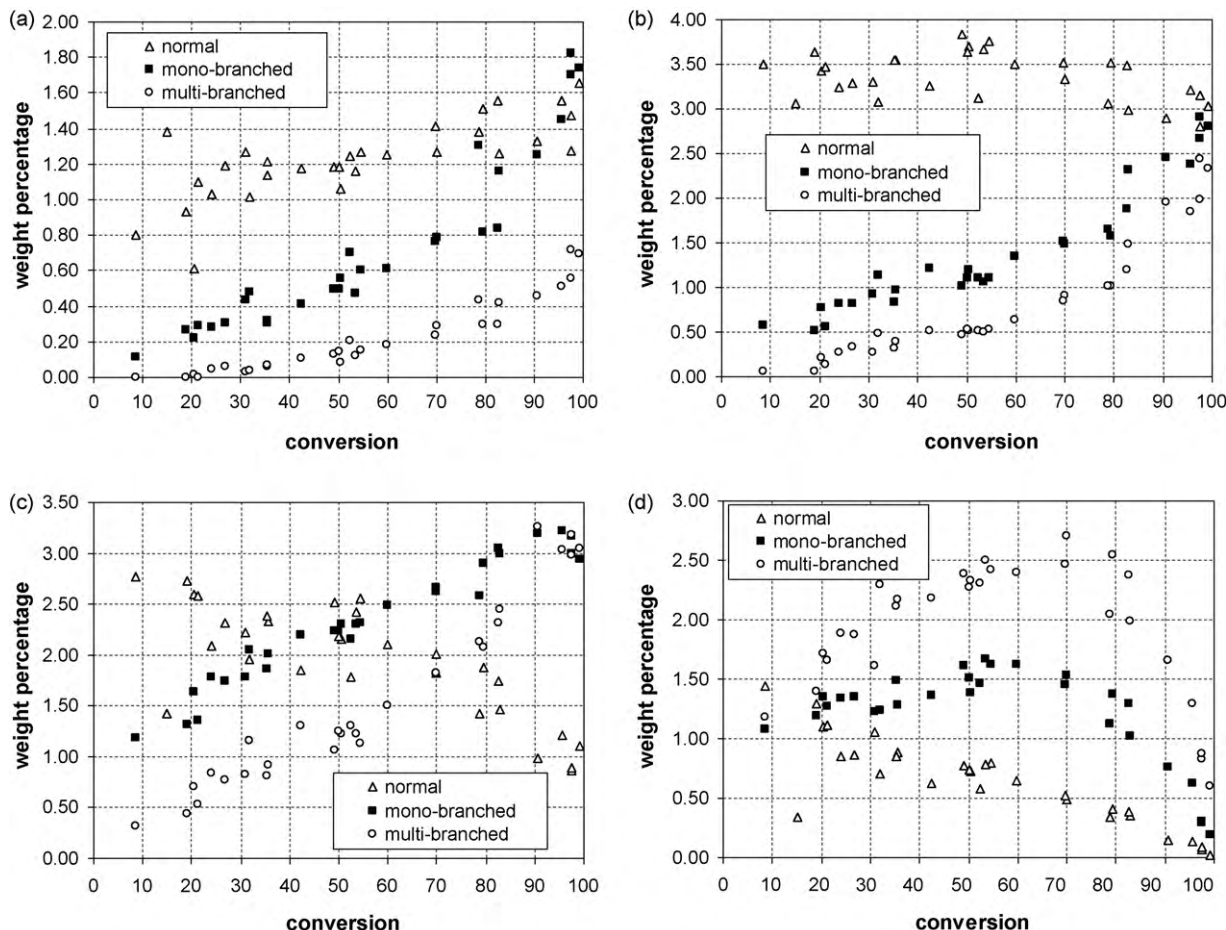 (a)
2.00
1.80
1.60
1.40
1.20
1.00
0.80
0.60
0.40
0.20
0.00
weight percentage
normal
mono-branched
multi-branched
0 10 20 30 40 50 60 70 80 90 100
conversion
(b)
4.00
3.50
3.00
2.50
2.00
1.50
1.00
0.50
0.00
weight percentage
normal
mono-branched
multi-branched
0 10 20 30 40 50 60 70 80 90 100
conversion
(c)
3.50
3.00
2.50
2.00
1.50
1.00
0.50
0.00
weight percentage
normal
mono-branched
multi-branched
0 10 20 30 40 50 60 70 80 90 100
conversion
(d)
3.00
2.50
2.00
1.50
1.00
0.50
0.00
weight percentage
normal
mono-branched
multi-branched
0 10 20 30 40 50 60 70 80 90 100
conversion